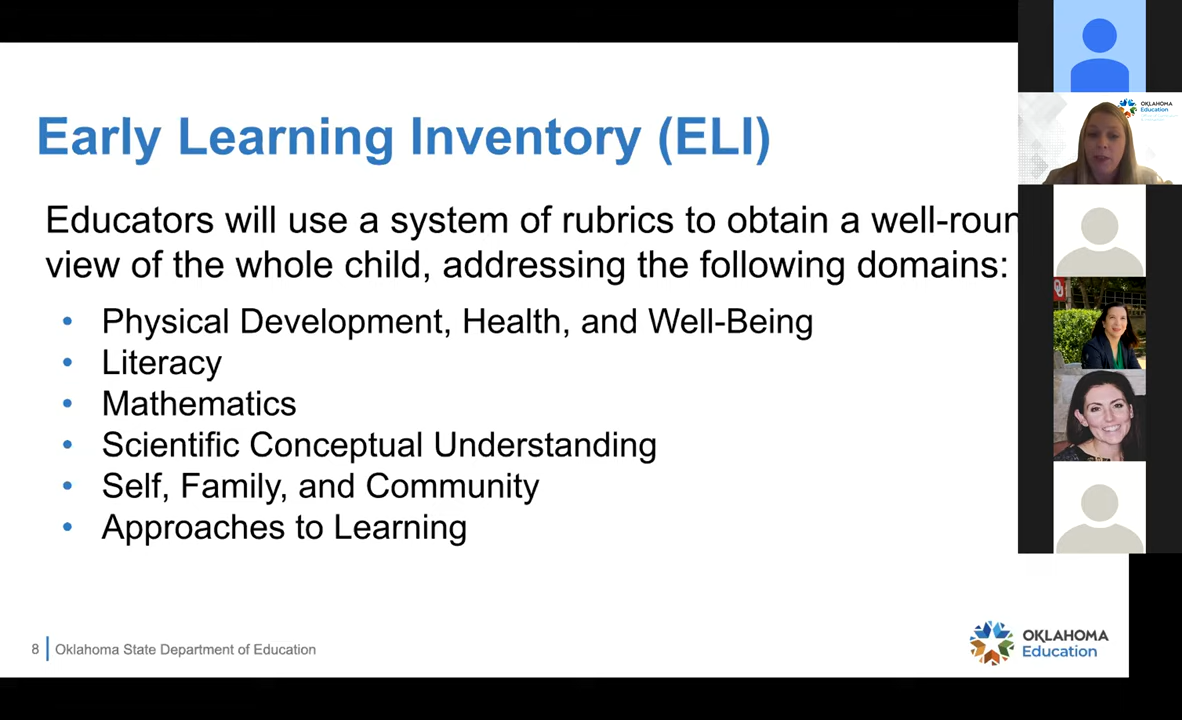 Early Learning Inventory (ELI)
Educators will use a system of rubrics to obtain a
view of the whole child, addressing the following domains:
• Physical Development, Health, and Well-Being
• Literacy
• Mathematics
• Scientific Conceptual Understanding
• Self, Family, and Community
• Approaches to Learning
8
Oklahoma State Department of Education
OKLAHOMA
Education
OKLAHOMA
Education